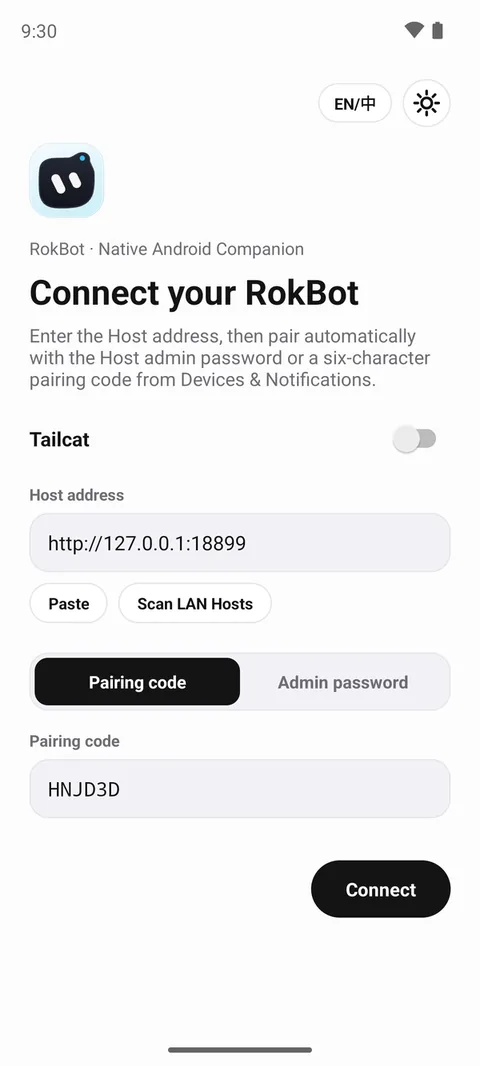 9:30
EN/中
RokBot · Native Android Companion
Connect your RokBot
Enter the Host address, then pair automatically
with the Host admin password or a six-character
pairing code from Devices & Notifications.
Tailcat
Host address
http://127.0.0.1:18899
Paste
Scan LAN Hosts
Pairing code
Admin password
Pairing code
HNJD3D
Connect